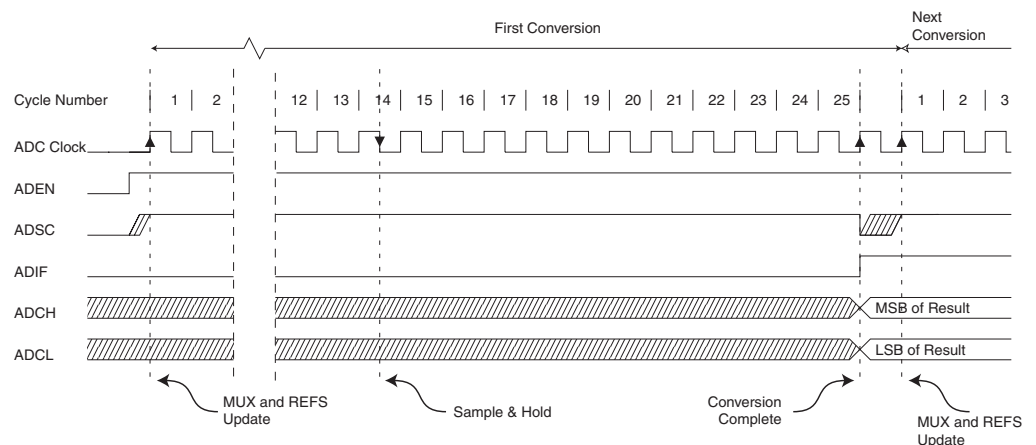 First Conversion
Next
Conversion
Cycle Number 1 2 12 13 14 15 16 17 18 19 20 21 22 23 24 25 1 2 3
ADC Clock
ADEN
ADSC
ADIF
ADCH MSB of Result
ADCL LSB of Result
MUX and REFS
Update
Sample & Hold
Conversion
Complete
MUX and REFS
Update